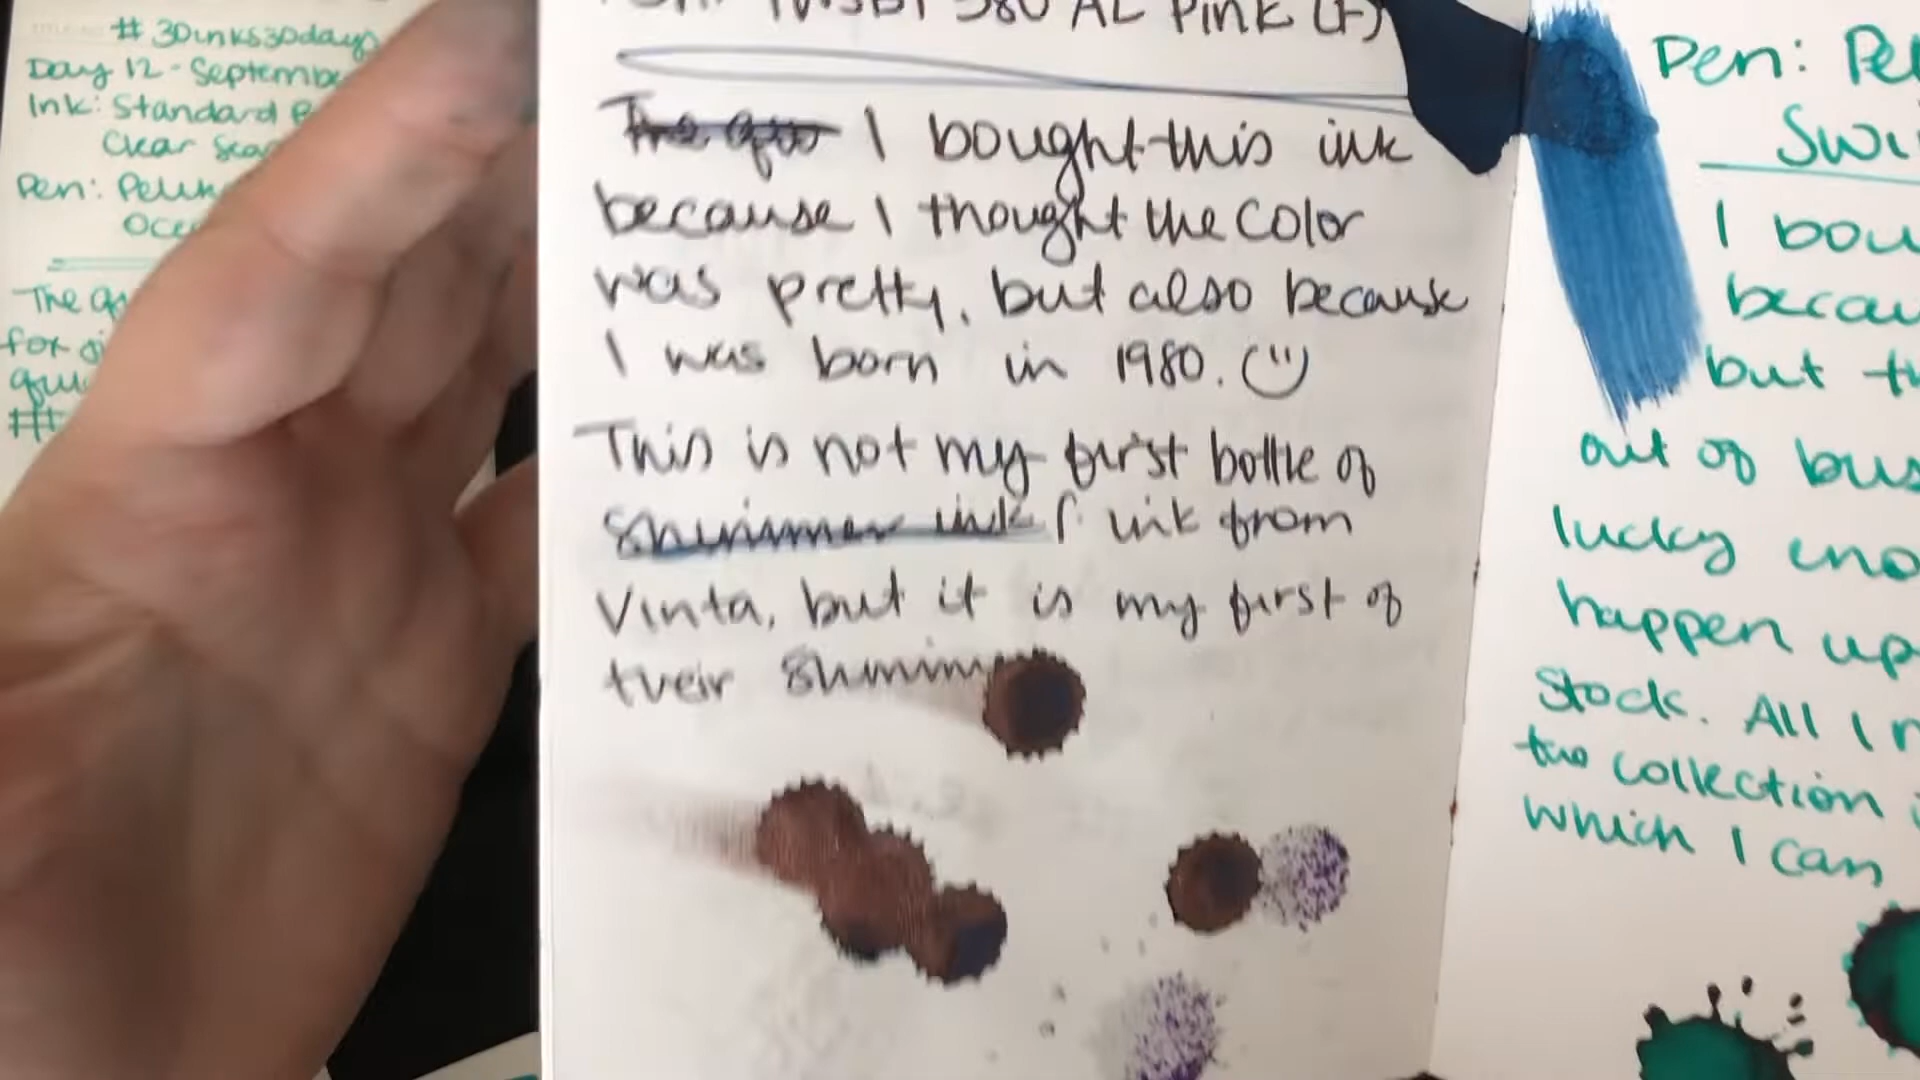 # 30inks30days
Day 12 - Septembe
Ink: Standard B
Clear
Pen: Pelik
Oce
The
for
TWSBI 580 AL Pink (F)
I bought this ink
because I thought the color
was pretty, but also because
I was born in 1980.
This is not my first bottle of
shimmer ink ink from
Vinta, but it is my first of
their shimm
Pen: Pel
Swi
I bou
becau
but th
out of bus
lucky eno
happen up
stock. All I n
the collection
which I can